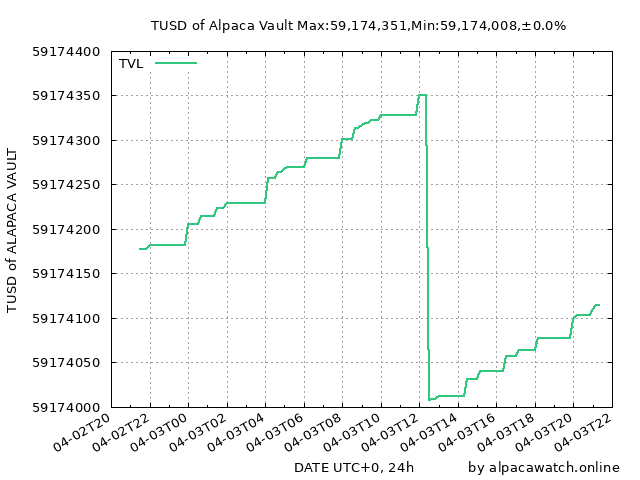 TUSD of Alpaca Vault Max:59,174,351,Min:59,174,008,±0.0%
TVL
59174400
59174350
59174300
59174250
59174200
59174150
59174100
59174050
59174000
TUSD of ALAPACA VAULT
04-02T20
04-02T22
04-03T00
04-03T02
04-03T04
04-03T06
04-03T08
04-03T10
04-03T12
04-03T14
04-03T16
04-03T18
04-03T20
04-03T22
DATE UTC+0, 24h
by alpacawatch.online